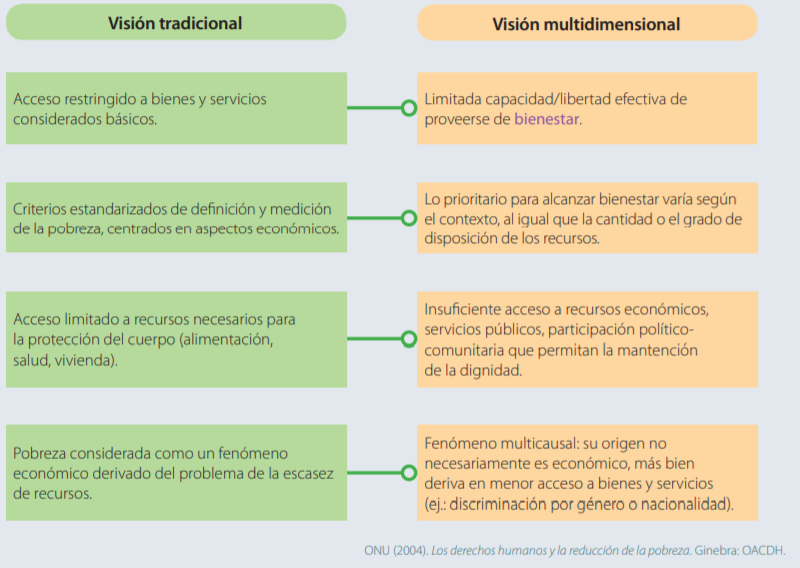 Visión tradicional
Visión multidimensional
Acceso restringido a bienes y servicios
considerados básicos.
Limitada capacidad/libertad efectiva de
proveerse de bienestar.
Criterios estandarizados de definición y medición
de la pobreza, centrados en aspectos económicos.
Lo prioritario para alcanzar bienestar varía según
el contexto, al igual que la cantidad o el grado de
disposición de los recursos.
Acceso limitado a recursos necesarios para
la protección del cuerpo (alimentación,
salud, vivienda).
Insuficiente acceso a recursos económicos,
servicios públicos, participación político-
comunitaria que permitan la mantención
de la dignidad.
Pobreza considerada como un fenómeno
económico derivado del problema de la escasez
de recursos.
Fenómeno multicausal: su origen no
necesariamente es económico, más bien
deriva en menor acceso a bienes y servicios
(ej.: discriminación por género o nacionalidad).
ONU (2004). Los derechos humanos y la reducción de la pobreza. Ginebra: OACDH.